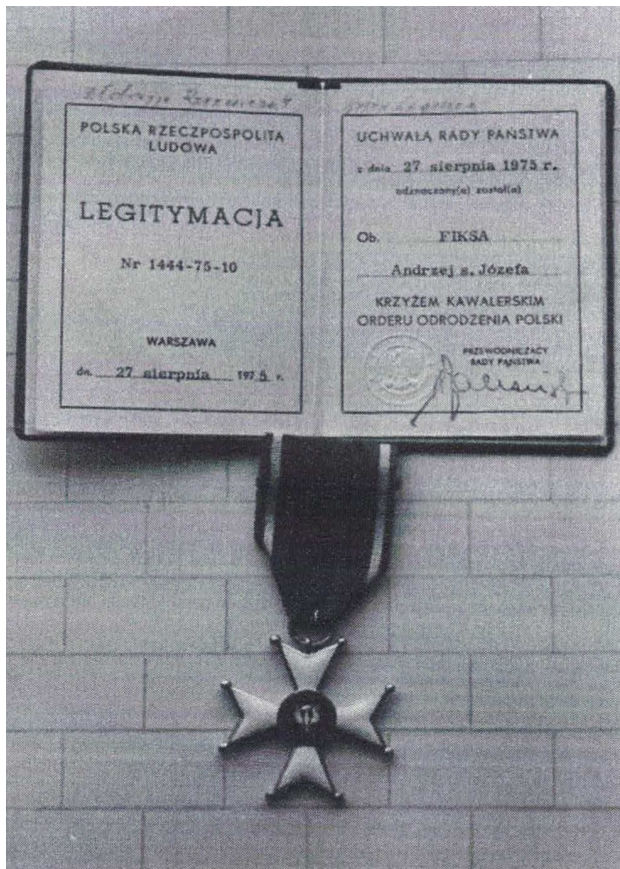 POLSKA RZECZPOSPOLITA
LUDOWA
LEGITYMACJA
Nr 1444-75-10
WARSZAWA
dn. 27 sierpnia 1975 r.
UCHWAŁĄ RADY PAŃSTWA
z dnia 27 sierpnia 1975 r.
odznaczony(a) został(a)
Ob. FIKSA
Andrzej s. Józefa
KRZYŻEM KAWALERSKIM
ORDERU ODRODZENIA POLSKI
PRZEWODNICZĄCY
RADY PAŃSTWA